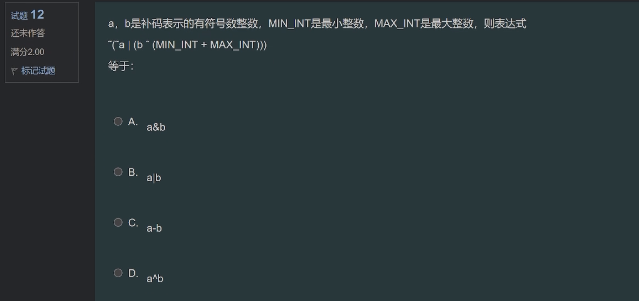 试题 12
还未作答
满分2.00
标记试题
a，b是补码表示的有符号数整数，MIN_INT是最小整数，MAX_INT是最大整数，则表达式
~(~a | (b ˆ (MIN_INT + MAX_INT)))
等于：
A. a&b
B. a|b
C. a-b
D. a^b